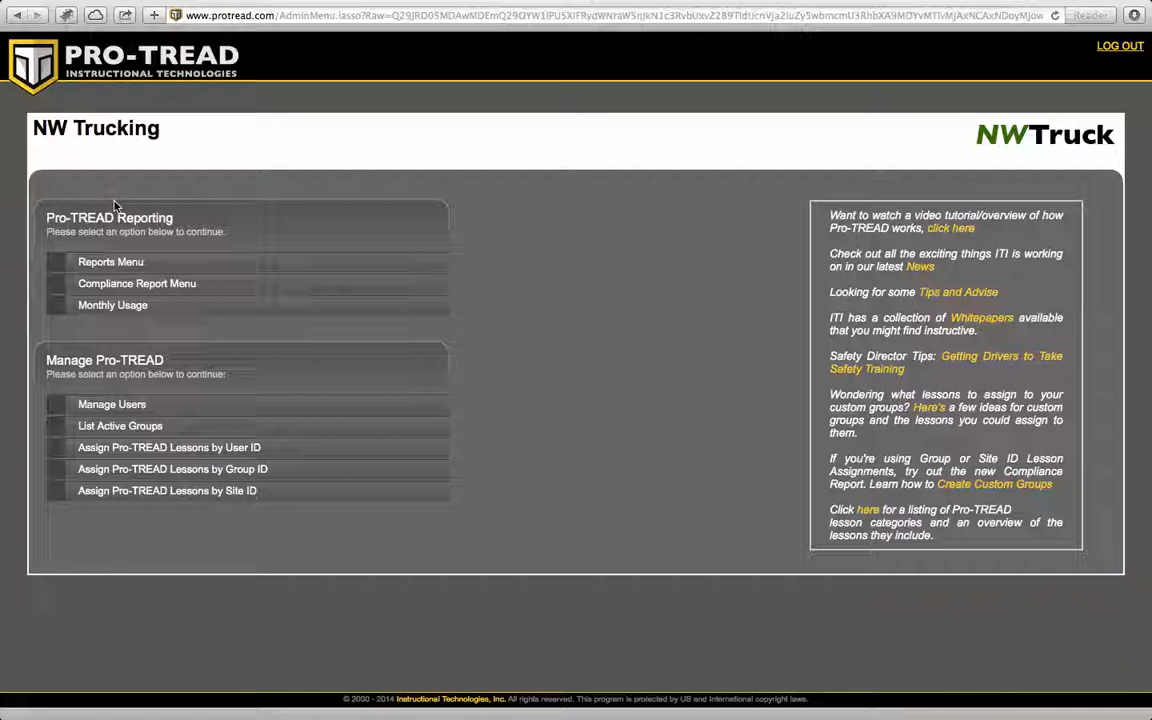 www.protread.com/AdminMenu.lasso?Raw=
Reader
PRO-TREAD
INSTRUCTIONAL TECHNOLOGIES
LOG OUT
NW Trucking
NWTruck
Pro-TREAD Reporting
Please select an option below to continue.
Reports Menu
Compliance Report Menu
Monthly Usage
Manage Pro-TREAD
Please select an option below to continue:
Manage Users
List Active Groups
Assign Pro-TREAD Lessons by User ID
Assign Pro-TREAD Lessons by Group ID
Assign Pro-TREAD Lessons by Site ID
Want to watch a video tutorial/overview of how
Pro-TREAD works, click here
Check out all the exciting things ITI is working
on in our latest News
Looking for some Tips and Advise
ITI has a collection of Whitepapers available
that you might find instructive.
Safety Director Tips: Getting Drivers to Take
Safety Training
Wondering what lessons to assign to your
custom groups? Here's a few ideas for custom
groups and the lessons you could assign to
them.
If you're using Group or Site ID Lesson
Assignments, try out the new Compliance
Report. Learn how to Create Custom Groups
Click here for a listing of Pro-TREAD
lesson categories and an overview of the
lessons they include.
© 2000 - 2014 Instructional Technologies, Inc. All rights reserved. This program is protected by US and International copyright laws.